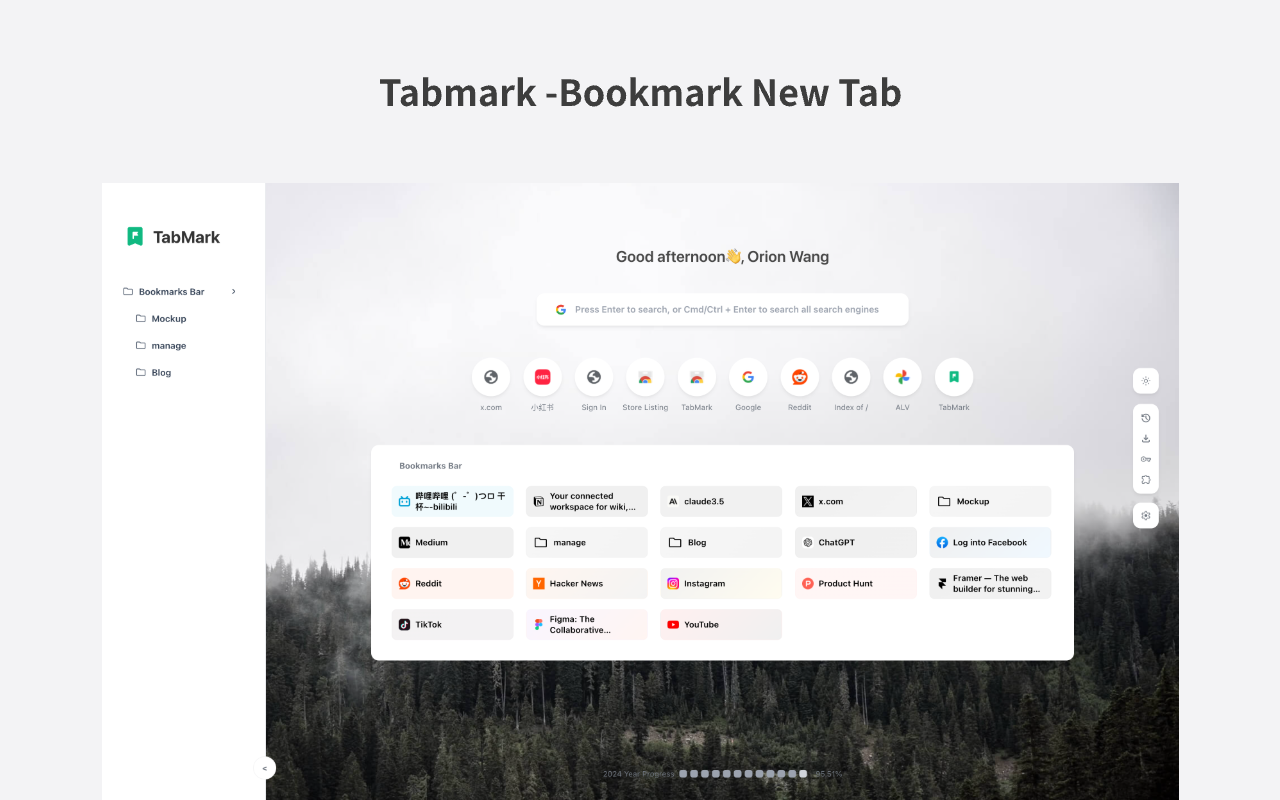 Tabmark -Bookmark New Tab
TabMark
Bookmarks Bar
Mockup
manage
Blog
Good afternoon👋, Orion Wang
Press Enter to search, or Cmd/Ctrl + Enter to search all search engines
小红书
x.com 小红书 Sign In Store Listing TabMark Google Reddit Index of / ALV TabMark
Bookmarks Bar
哔哩哔哩 (゜-゜)つロ 干
杯~-bilibili
Your connected
workspace for wiki,...
claude3.5
x.com
Mockup
Medium
manage
Blog
ChatGPT
Log into Facebook
Reddit
Hacker News
Instagram
Product Hunt
Framer — The web
builder for stunning...
TikTok
Figma: The
Collaborative...
YouTube
2024 Year Progress 95.51%